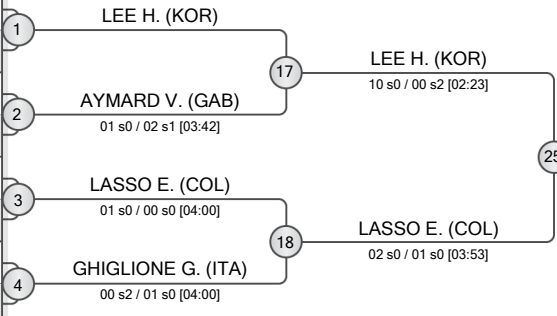 LEE H. (KOR)
1
17
LEE H. (KOR)
10 s0 / 00 s2 [02:23]
2
AYMARD V. (GAB)
01 s0 / 02 s1 [03:42]
25
3
LASSO E. (COL)
01 s0 / 00 s0 [04:00]
18
LASSO E. (COL)
02 s0 / 01 s0 [03:53]
4
GHIGLIONE G. (ITA)
00 s2 / 01 s0 [04:00]